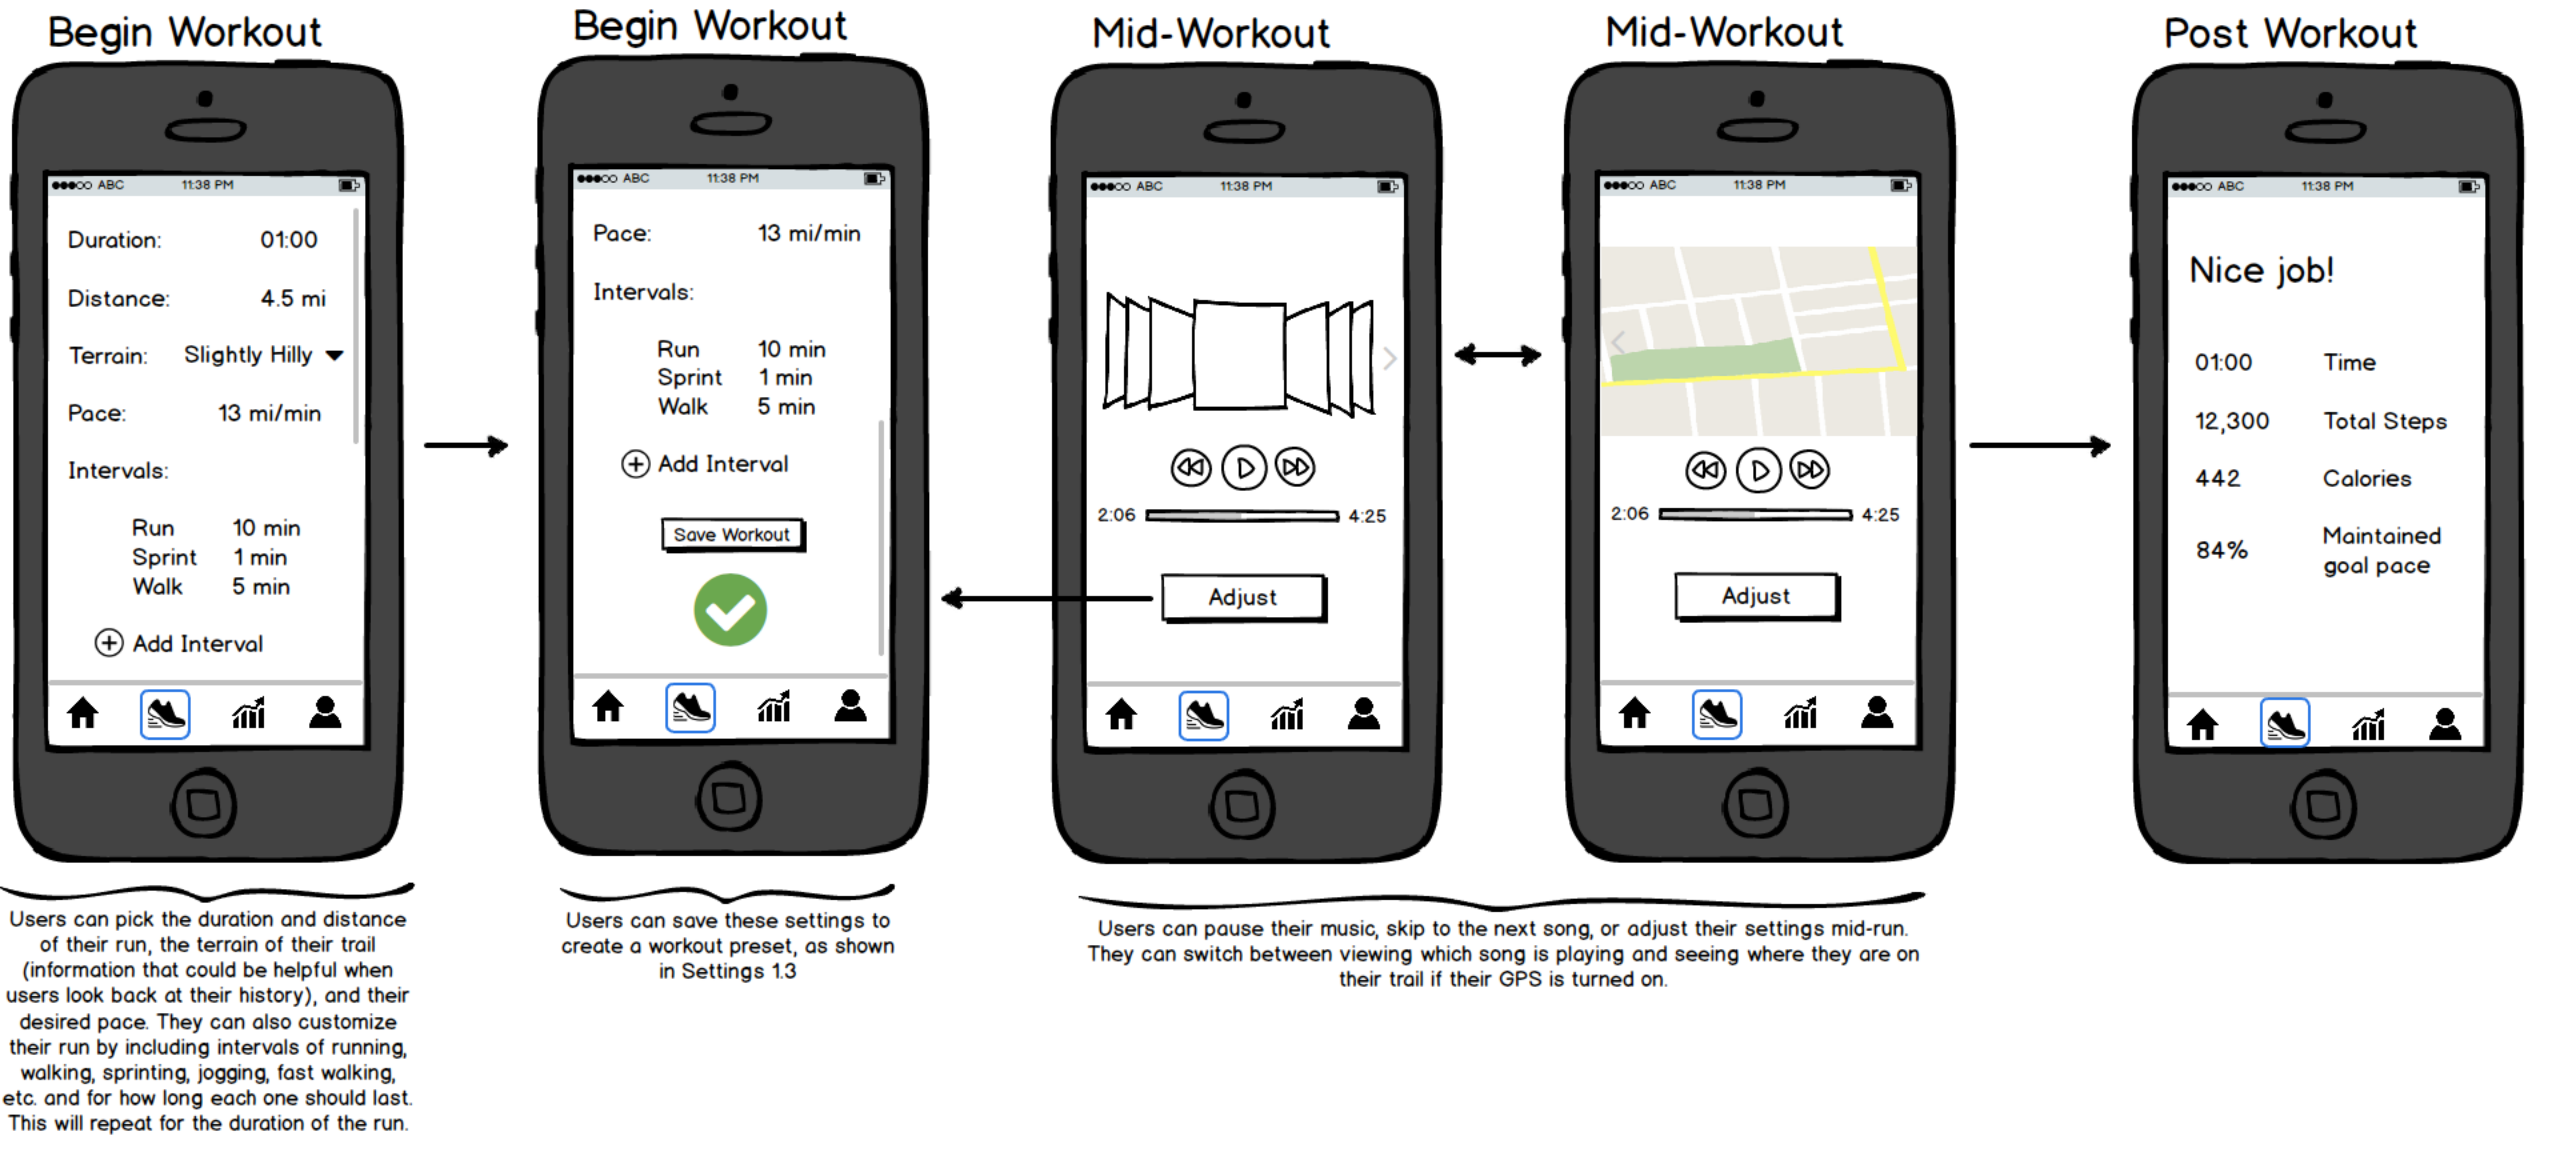 Begin Workout
●●●○○ ABC 11:38 PM
Duration: 01:00
Distance: 4.5 mi
Terrain: Slightly Hilly
Pace: 13 mi/min
Intervals:
Run 10 min
Sprint 1 min
Walk 5 min
Add Interval
Users can pick the duration and distance
of their run, the terrain of their trail
(information that could be helpful when
users look back at their history), and their
desired pace. They can also customize
their run by including intervals of running,
walking, sprinting, jogging, fast walking,
etc. and for how long each one should last.
This will repeat for the duration of the run.
Begin Workout
●●●○○ ABC 11:38 PM
Pace: 13 mi/min
Intervals:
Run 10 min
Sprint 1 min
Walk 5 min
Add Interval
Save Workout
Users can save these settings to
create a workout preset, as shown
in Settings 1.3
Mid-Workout
●●●○○ ABC 11:38 PM
2:06 4:25
Adjust
Mid-Workout
●●●○○ ABC 11:38 PM
2:06 4:25
Adjust
Users can pause their music, skip to the next song, or adjust their settings mid-run.
They can switch between viewing which song is playing and seeing where they are on
their trail if their GPS is turned on.
Post Workout
●●●○○ ABC 11:38 PM
Nice job!
01:00 Time
12,300 Total Steps
442 Calories
84% Maintained
goal pace